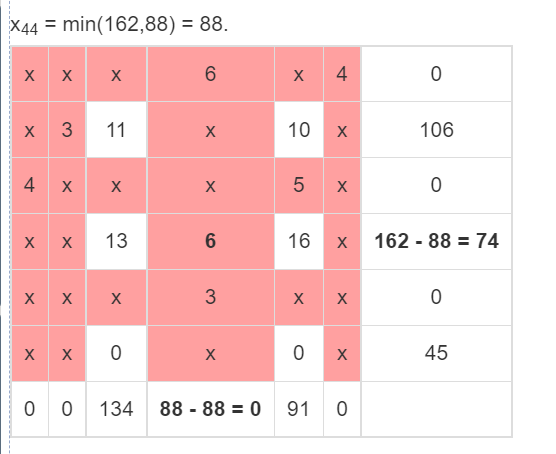 x44 = min(162,88) = 88.
x x x 6 x 4 0
x 3 11 x 10 x 106
4 x x x 5 x 0
x x 13 6 16 x 162 - 88 = 74
x x x 3 x x 0
x x 0 x 0 x 45
0 0 134 88 - 88 = 0 91 0